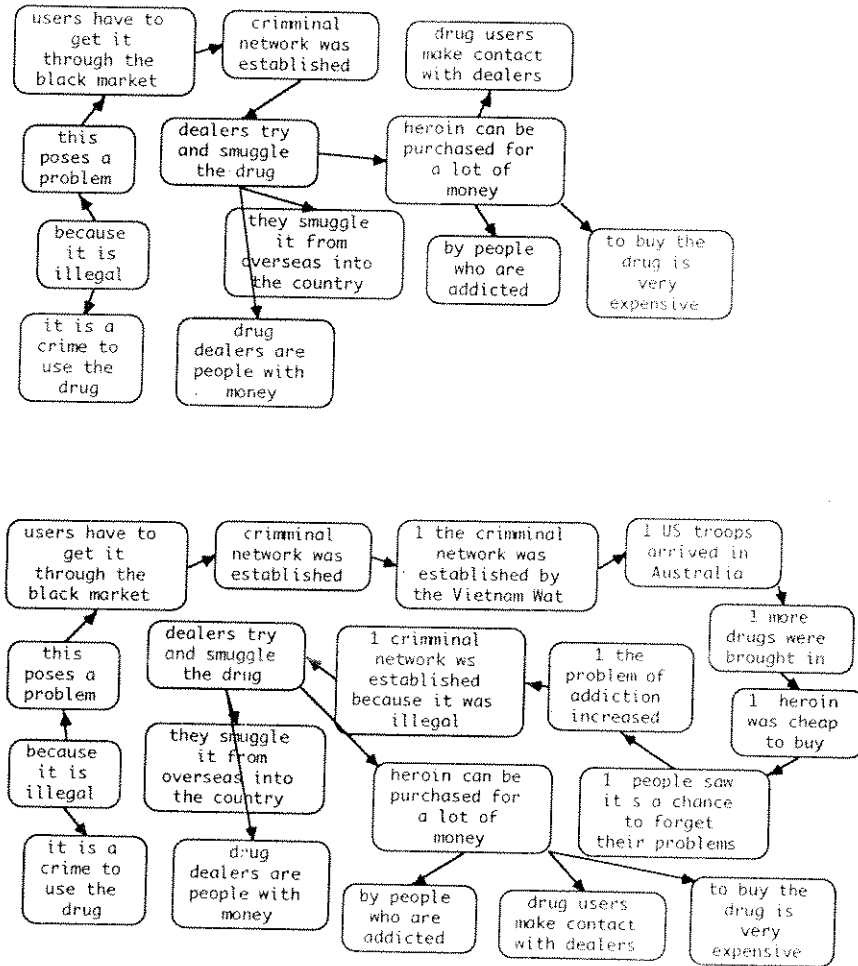 users have to
get it
through the
black market
crimminal
network was
established
drug users
make contact
with dealers
this
poses a
problem
dealers try
and smuggle
the drug
heroin can be
purchased for
a lot of
money
because
it is
illegal
they smuggle
it from
overseas into
the country
by people
who are
addicted
to buy the
drug is
very
expensive
it is a
crime to
use the
drug
drug
dealers are
people with
money
users have to
get it
through the
black market
crimminal
network was
established
1 the crimminal
network was
established by
the Vietnam Wat
1 US troops
arrived in
Australia
1 more
drugs were
brought in
this
poses a
problem
dealers try
and smuggle
the drug
1 crimminal
network ws
established
because it was
illegal
1 the
problem of
addiction
increased
1 heroin
was cheap
to buy
because
it is
illegal
they smuggle
it from
overseas into
the country
heroin can be
purchased for
a lot of
money
1 people saw
it s a chance
to forget
their problems
it is a
crime to
use the
drug
drug
dealers are
people with
money
by people
who are
addicted
drug users
make contact
with dealers
to buy the
drug is
very
expensive